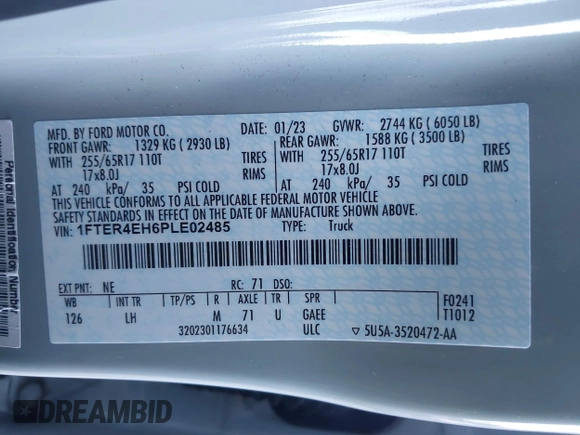 MFD. BY FORD MOTOR CO.
DATE: 01/23 GVWR: 2744 KG ( 6050 LB)
FRONT GAWR: 1329 KG ( 2930 LB)
REAR GAWR: 1588 KG ( 3500 LB)
WITH 255/65R17 110T TIRES
WITH 255/65R17 110T TIRES
17x8.0J RIMS
17x8.0J RIMS
AT 240 kPa/ 35 PSI COLD
AT 240 kPa/ 35 PSI COLD
THIS VEHICLE CONFORMS TO ALL APPLICABLE FEDERAL MOTOR VEHICLE
SAFETY STANDARDS IN EFFECT ON THE DATE OF MANUFACTURE SHOWN ABOVE.
VIN: 1FTER4EH6PLE02485 TYPE: Truck
EXT PNT: NE RC: 71 DSO:
WB INT TR TP/PS R AXLE TR SPR
126 LH M 71 U GAEE
F0241
T1012
3202301176634 ULC ▽ 5U5A-3520472-AA
Personal Identification Number
DREAMBID